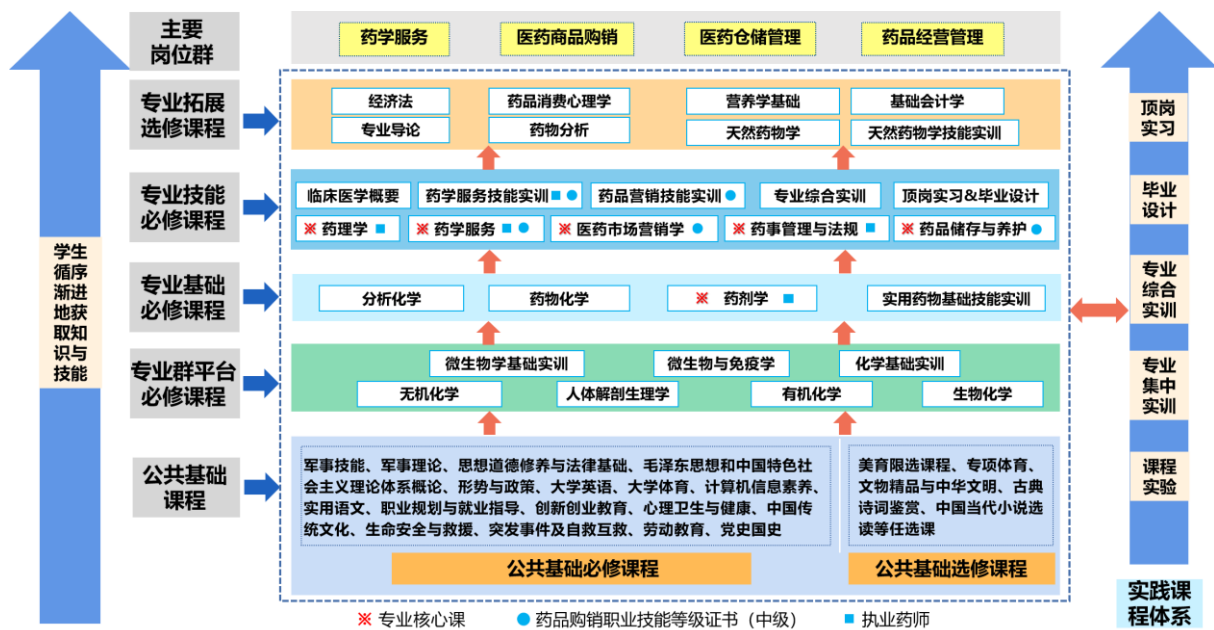 主要
岗位群
药学服务
医药商品购销
医药仓储管理
药品经营管理
专业拓展
选修课程
经济法
药品消费心理学
营养学基础
基础会计学
专业导论
药物分析
天然药物学
天然药物学技能实训
专业技能
必修课程
临床医学概要
药学服务技能实训
药品营销技能实训
专业综合实训
顶岗实习&毕业设计
※ 药理学
※ 药学服务
※ 医药市场营销学
※ 药事管理与法规
※ 药品储存与养护
专业基础
必修课程
分析化学
药物化学
※ 药剂学
实用药物基础技能实训
专业群平台
必修课程
微生物学基础实训
微生物与免疫学
化学基础实训
无机化学
人体解剖生理学
有机化学
生物化学
公共基础
课程
军事技能、军事理论、思想道德修养与法律基础、毛泽东思想和中国特色社
会主义理论体系概论、形势与政策、大学英语、大学体育、计算机信息素养、
实用语文、职业规划与就业指导、创新创业教育、心理卫生与健康、中国传
统文化、生命安全与救援、突发事件及自救互救、劳动教育、党史国史
公共基础必修课程
美育限选课程、专项体育、
文物精品与中华文明、古典
诗词鉴赏、中国当代小说选
读等任选课
公共基础选修课程
学生
循序
渐进
地获
取知
识与
技能
顶岗
实习
毕业
设计
专业
综合
实训
专业
集中
实训
课程
实验
实践课
程体系
※ 专业核心课
药品购销职业技能等级证书（中级）
执业药师